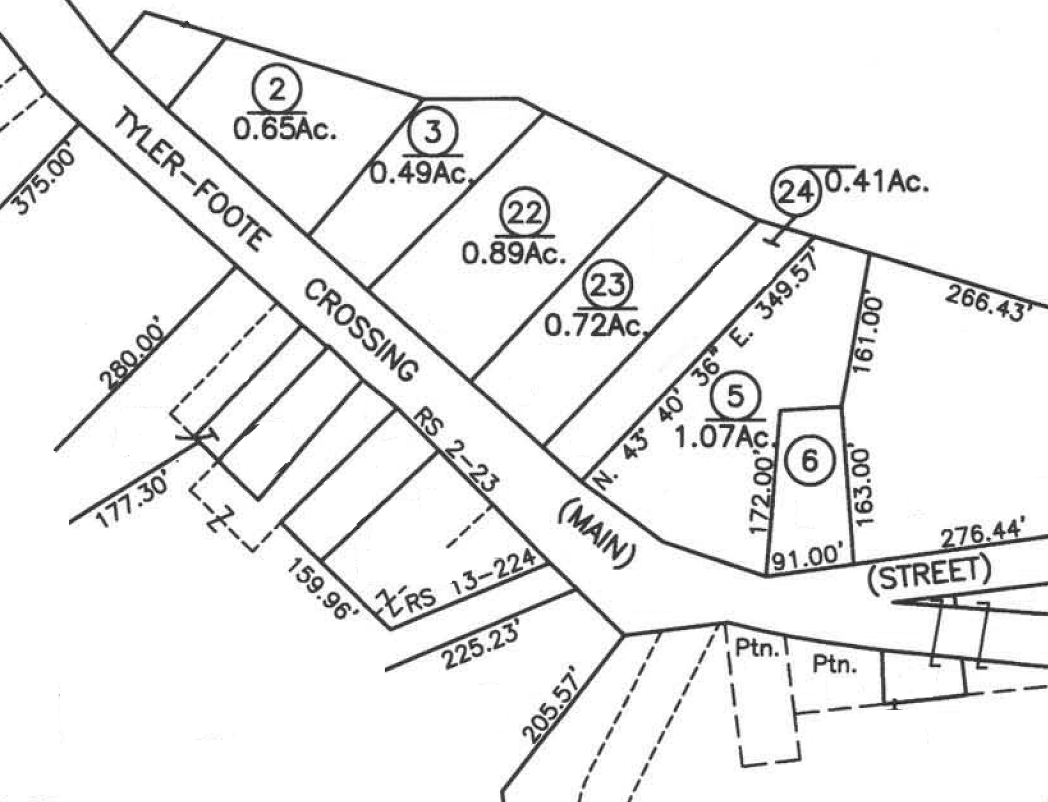 2
0.65Ac.
3
0.49Ac.
24
0.41Ac.
375.00'
TYLER-FOOTE
CROSSING
22
0.89Ac.
23
0.72Ac.
N. 43° 40' 36" E. 349.57'
266.43'
161.00'
280.00'
5
1.07Ac.
6
RS 2-23
172.00'
163.00'
177.30'
(MAIN)
91.00'
276.44'
(STREET)
159.96'
RS 13-224
225.23'
205.57'
Ptn.
Ptn.